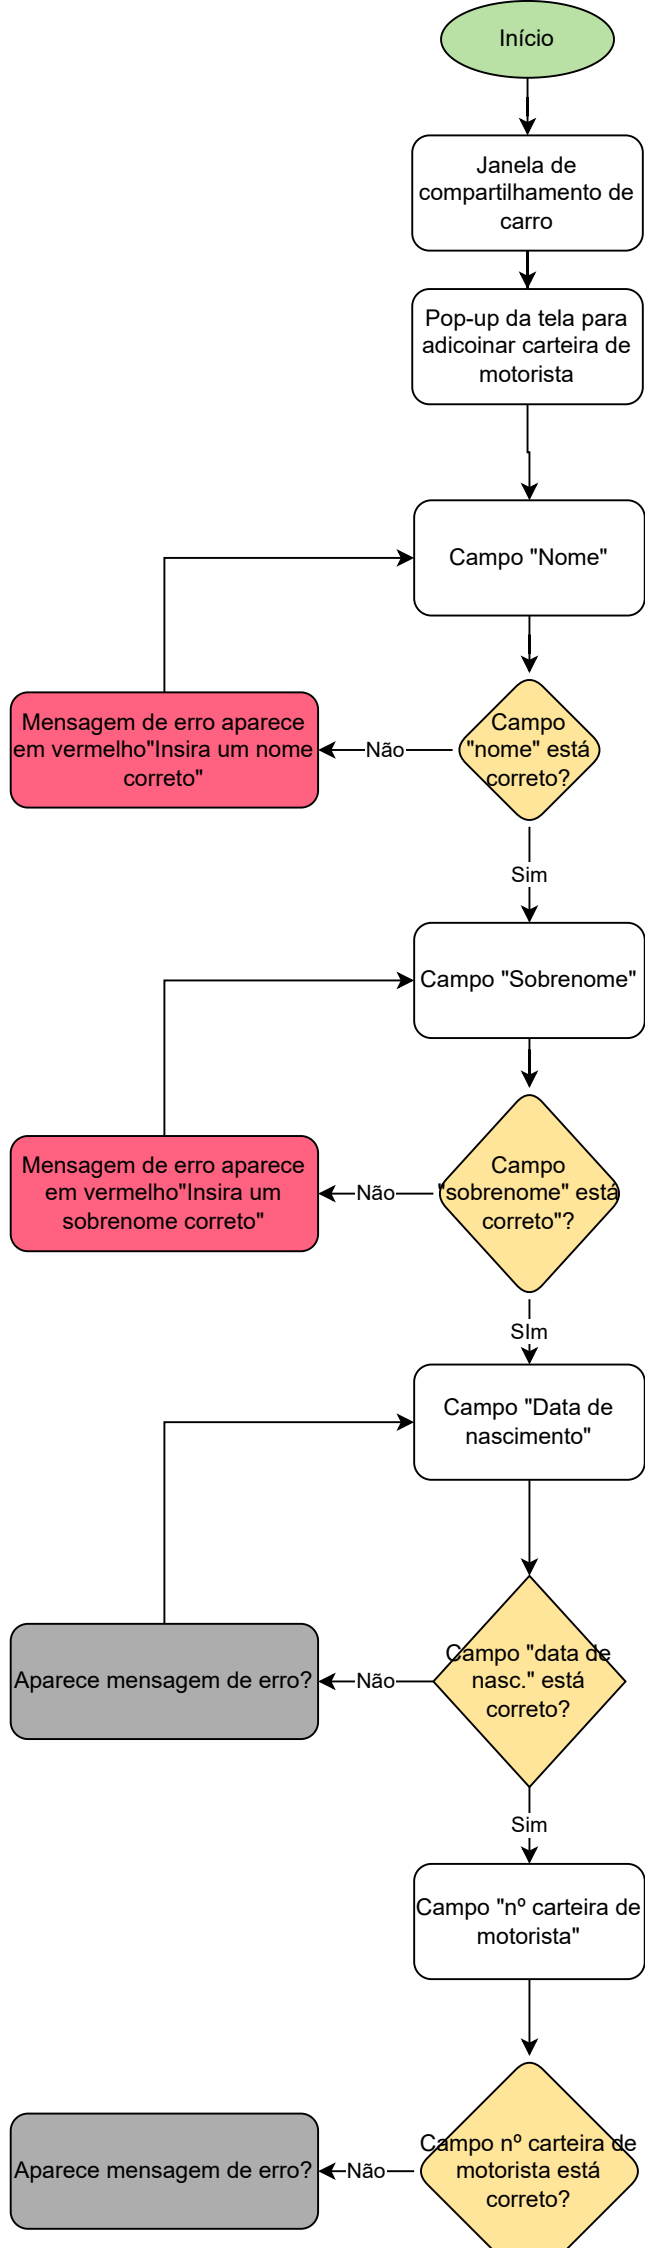 Início
Janela de
compartilhamento de
carro
Pop-up da tela para
adicoinar carteira de
motorista
Campo "Nome"
Mensagem de erro aparece
em vermelho"Insira um nome
correto"
Não
Campo
"nome" está
correto?
Sim
Campo "Sobrenome"
Mensagem de erro aparece
em vermelho"Insira um
sobrenome correto"
Não
Campo
"sobrenome" está
correto"?
SIm
Campo "Data de
nascimento"
Aparece mensagem de erro?
Não
Campo "data de
nasc." está
correto?
Sim
Campo "nº carteira de
motorista"
Aparece mensagem de erro?
Não
Campo nº carteira de
motorista está
correto?